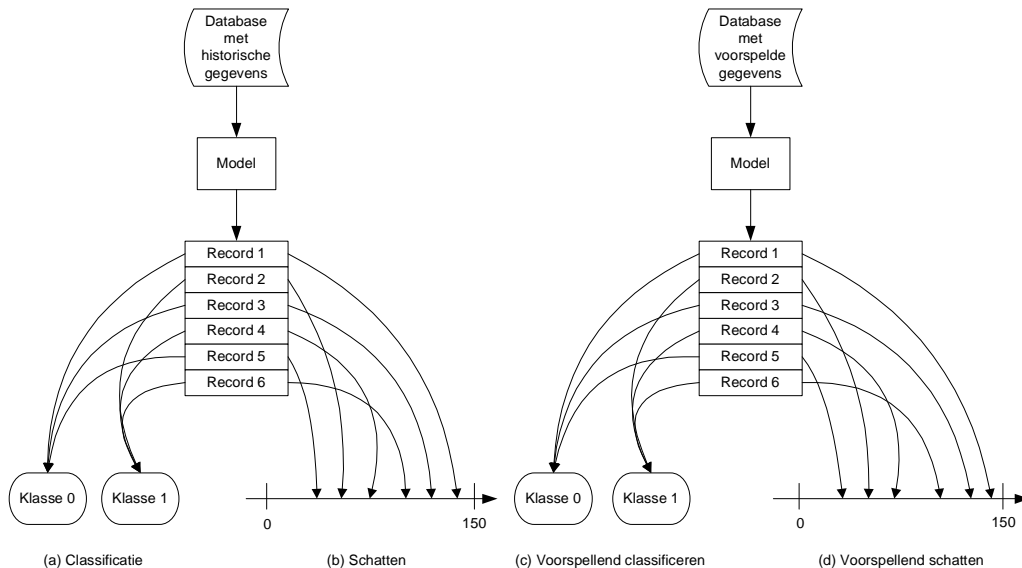 Database
met
historische
gegevens
Model
Record 1
Record 2
Record 3
Record 4
Record 5
Record 6
Klasse 0
Klasse 1
0
150
(a) Classificatie
(b) Schatten
Database
met
voorspelde
gegevens
Model
Record 1
Record 2
Record 3
Record 4
Record 5
Record 6
Klasse 0
Klasse 1
0
150
(c) Voorspellend classificeren
(d) Voorspellend schatten